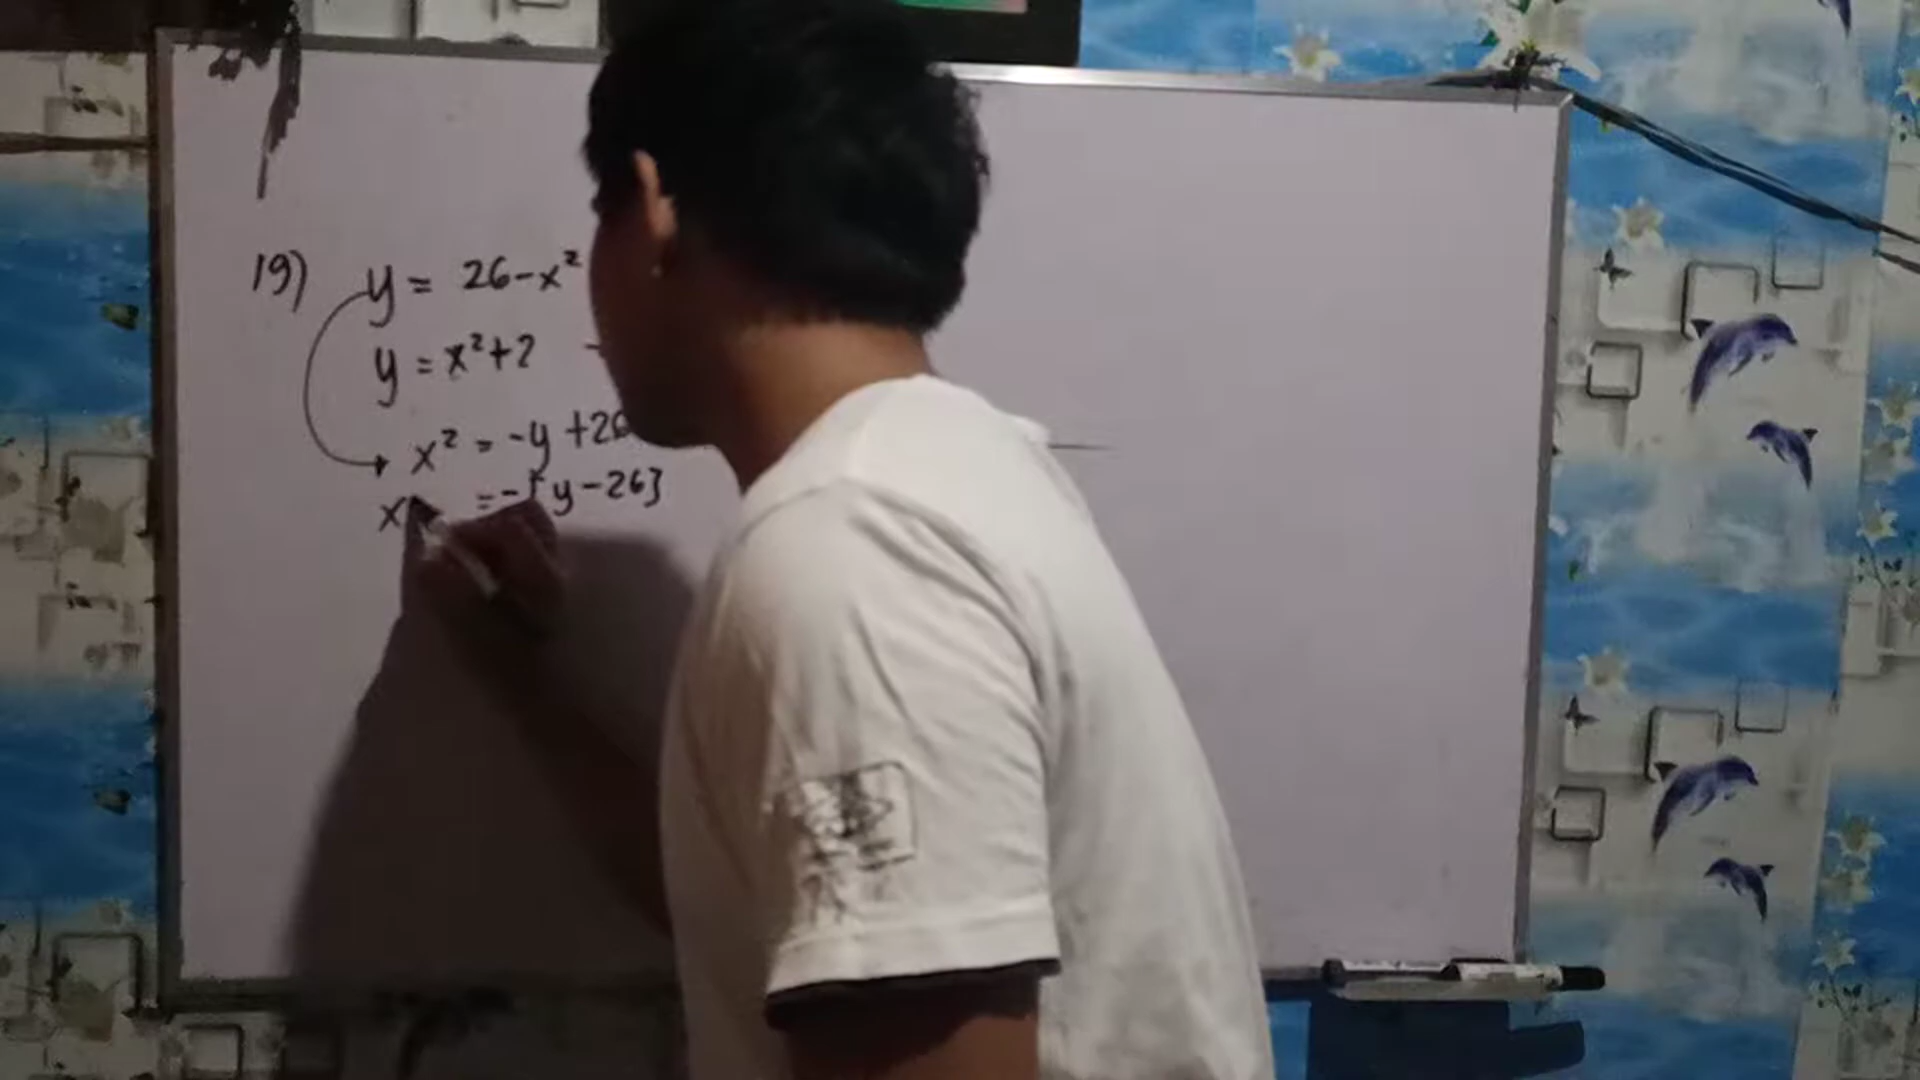 19) y = 26-x²
y = x²+2
x² = -y +26
x = -{y-26}